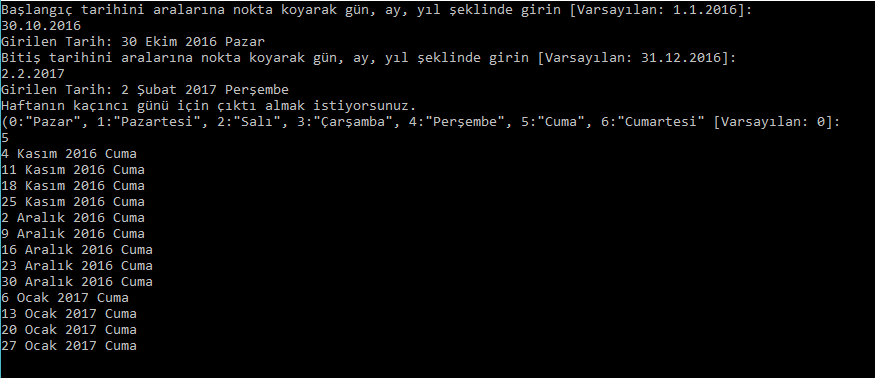 Başlangıç tarihini aralarına nokta koyarak gün, ay, yıl şeklinde girin [Varsayılan: 1.1.2016]:
30.10.2016
Girilen Tarih: 30 Ekim 2016 Pazar
Bitiş tarihini aralarına nokta koyarak gün, ay, yıl şeklinde girin [Varsayılan: 31.12.2016]:
2.2.2017
Girilen Tarih: 2 Şubat 2017 Perşembe
Haftanın kaçıncı günü için çıktı almak istiyorsunuz.
(0:"Pazar", 1:"Pazartesi", 2:"Salı", 3:"Çarşamba", 4:"Perşembe", 5:"Cuma", 6:"Cumartesi" [Varsayılan: 0]:
5
4 Kasım 2016 Cuma
11 Kasım 2016 Cuma
18 Kasım 2016 Cuma
25 Kasım 2016 Cuma
2 Aralık 2016 Cuma
9 Aralık 2016 Cuma
16 Aralık 2016 Cuma
23 Aralık 2016 Cuma
30 Aralık 2016 Cuma
6 Ocak 2017 Cuma
13 Ocak 2017 Cuma
20 Ocak 2017 Cuma
27 Ocak 2017 Cuma